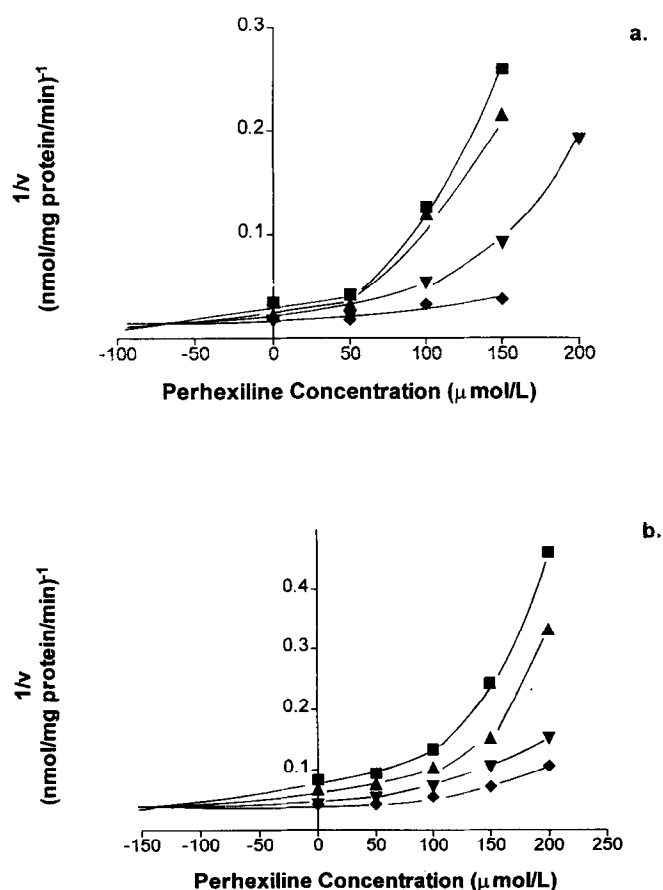 a.
0.3
0.2
0.1
1/v
(nmol/mg protein/min)⁻¹
-100 -50 0 50 100 150 200
Perhexiline Concentration (μmol/L)
b.
0.4
0.3
0.2
0.1
1/v
(nmol/mg protein/min)⁻¹
-150 -100 -50 0 50 100 150 200 250
Perhexiline Concentration (μmol/L)